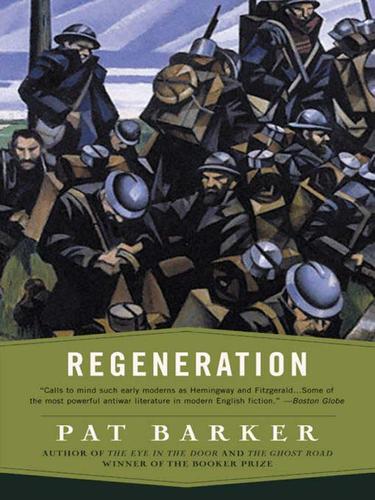 REGENERATION
“Calls to mind such early moderns as Hemingway and Fitzgerald...Some of
the most powerful antiwar literature in modern English fiction.” —Boston Globe
PAT BARKER
AUTHOR OF THE EYE IN THE DOOR AND THE GHOST ROAD
WINNER OF THE BOOKER PRIZE